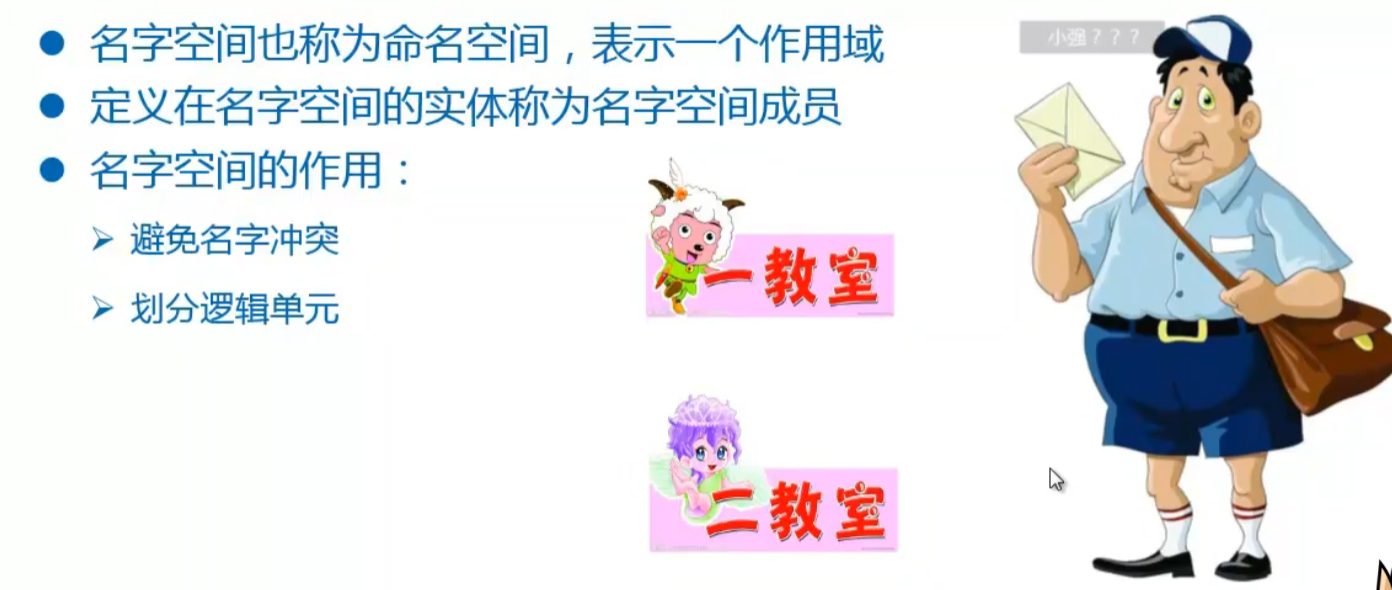 名字空间也称为命名空间，表示一个作用域
定义在名字空间的实体称为名字空间成员
名字空间的作用：
避免名字冲突
划分逻辑单元
小强？？？
一教室
二教室